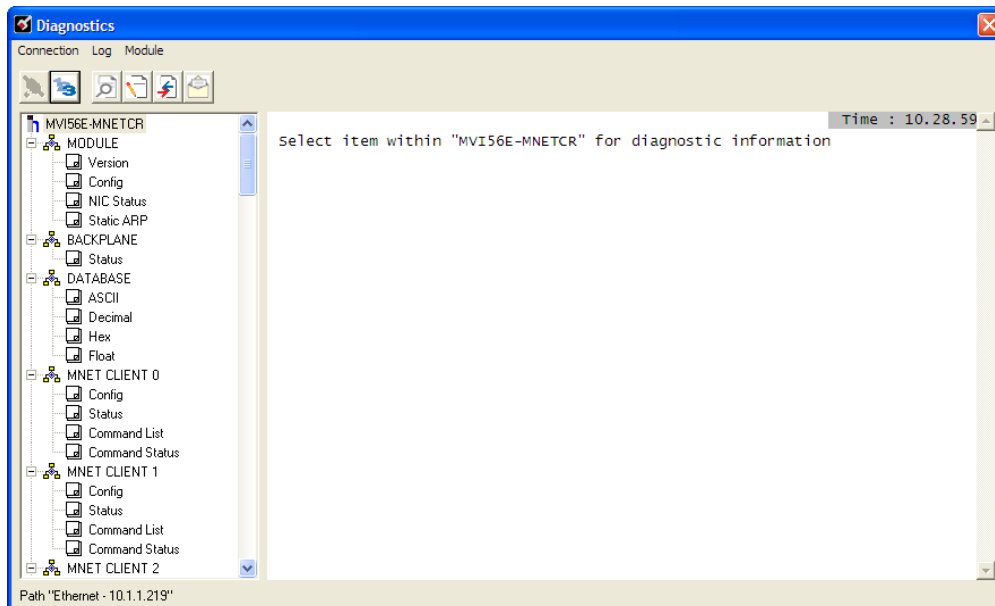 Diagnostics
Connection Log Module
MVI56E-MNETCR
MODULE
Version
Config
NIC Status
Static ARP
BACKPLANE
Status
DATABASE
ASCII
Decimal
Hex
Float
MNET CLIENT 0
Config
Status
Command List
Command Status
MNET CLIENT 1
Config
Status
Command List
Command Status
MNET CLIENT 2
Time : 10.28.59
Select item within "MVI56E-MNETCR" for diagnostic information
Path "Ethernet - 10.1.1.219"